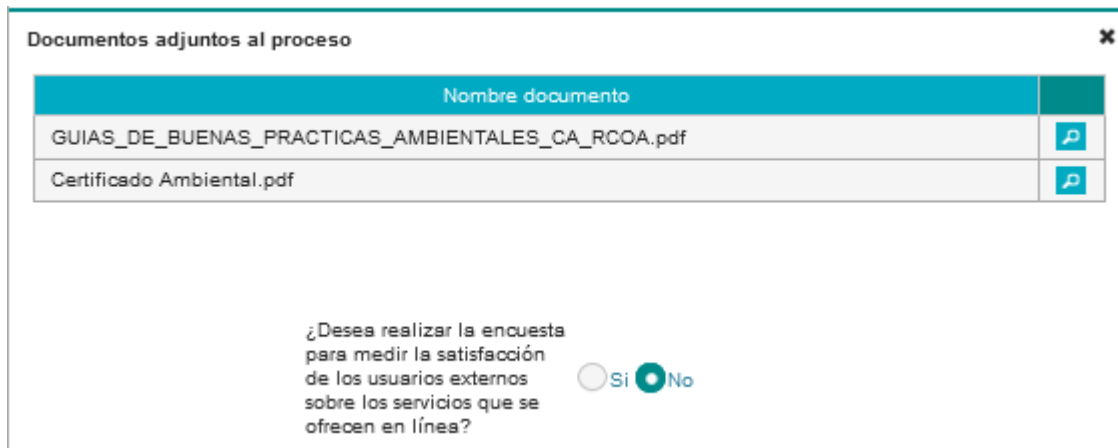 Documentos adjuntos al proceso
Nombre documento
GUIAS_DE_BUENAS_PRACTICAS_AMBIENTALES_CA_RCOA.pdf
Certificado Ambiental.pdf
¿Desea realizar la encuesta
para medir la satisfacción
de los usuarios externos
sobre los servicios que se
ofrecen en línea?
Si No